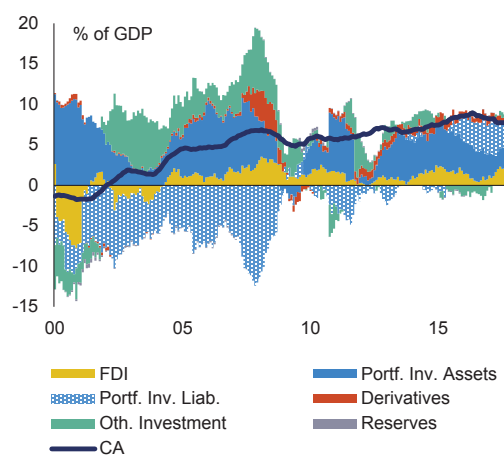 20
% of GDP
15
10
5
0
-5
-10
-15
00 05 10 15
FDI Portf. Inv. Assets
Portf. Inv. Liab. Derivatives
Oth. Investment Reserves
CA